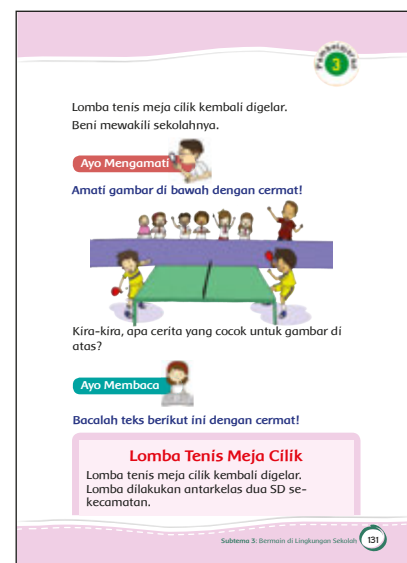 Pembelajaran
3
Lomba tenis meja cilik kembali digelar.
Beni mewakili sekolahnya.
Ayo Mengamati
Amati gambar di bawah dengan cermat!
Kira-kira, apa cerita yang cocok untuk gambar di
atas?
Ayo Membaca
Bacalah teks berikut ini dengan cermat!
Lomba Tenis Meja Cilik
Lomba tenis meja cilik kembali digelar.
Lomba dilakukan antarkelas dua SD se-
kecamatan.
Subtema 3: Bermain di Lingkungan Sekolah
131